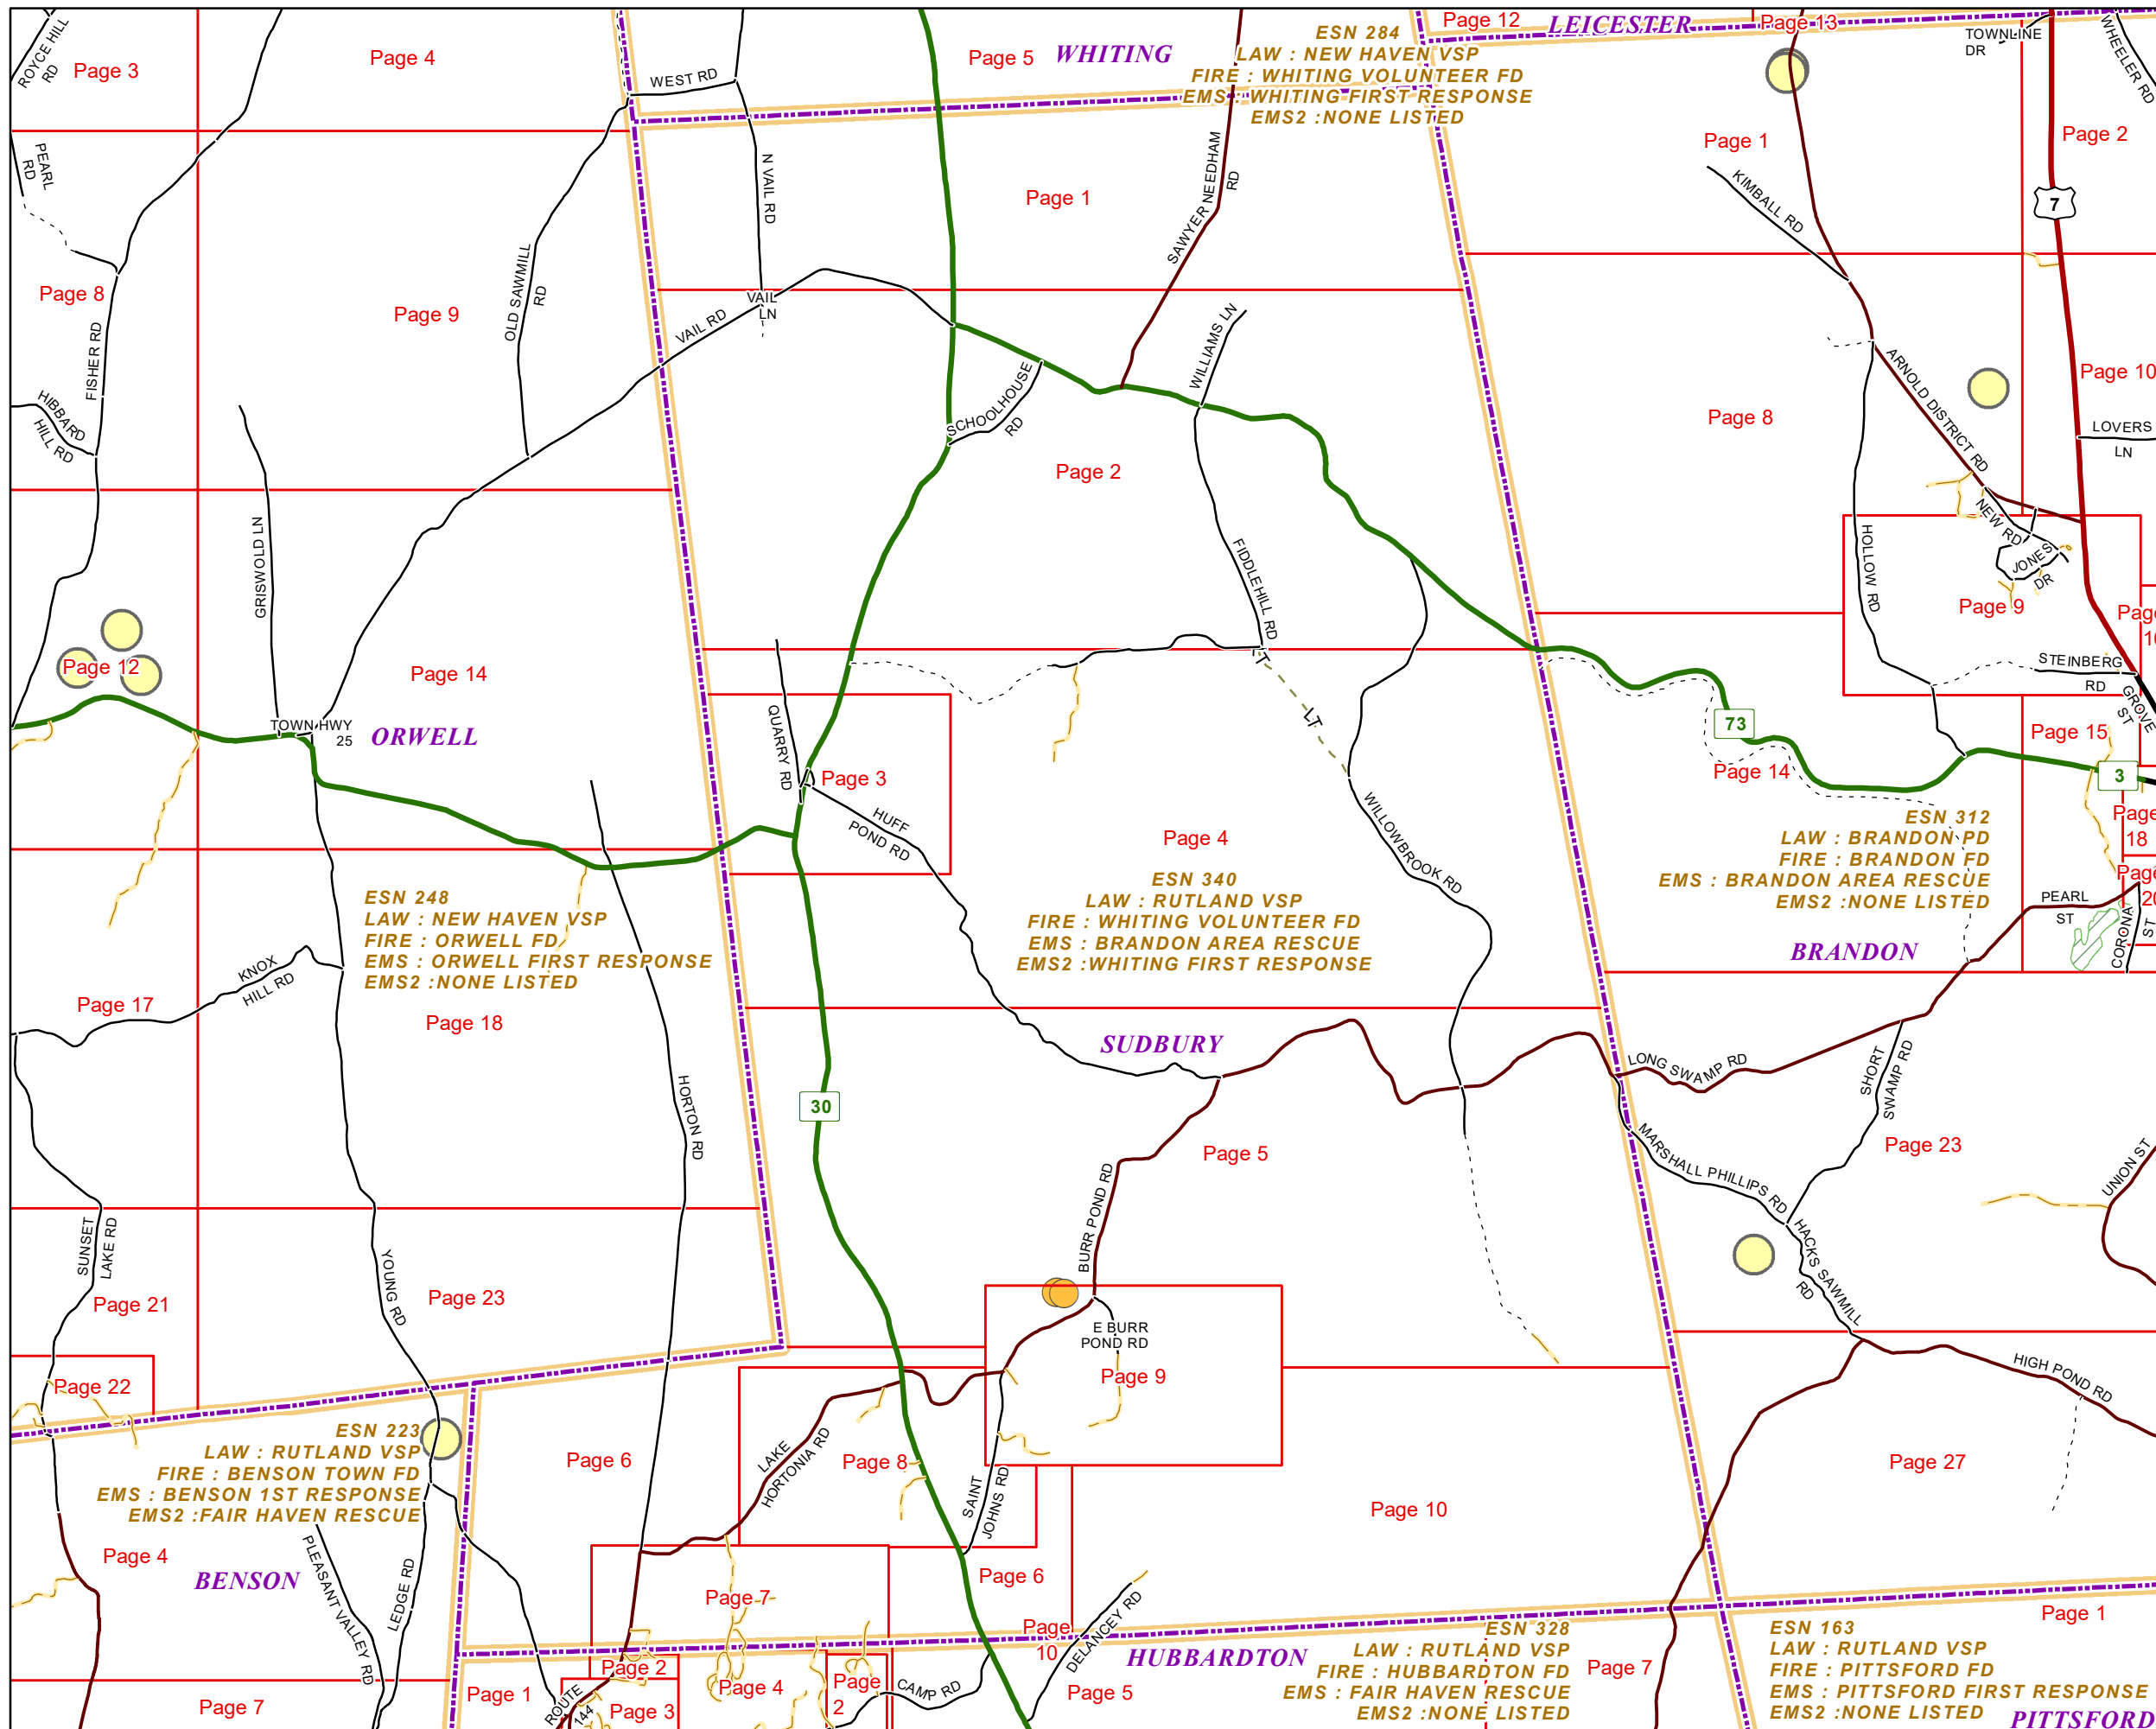 ROYCE HILL
RD
Page 3
Page 4
WEST RD
Page 5
WHITING
ESN 284
LAW : NEW HAVEN VSP
FIRE : WHITING VOLUNTEER FD
EMS : WHITING FIRST RESPONSE
EMS2 :NONE LISTED
Page 12
LEICESTER
Page 13
TOWNLINE
DR
WHEELER RD
PEARL
RD
N VAIL RD
Page 1
SAWYER NEEDHAM
RD
Page 1
KIMBALL RD
Page 2
7
Page 8
FISHER RD
Page 9
OLD SAWMILL
RD
VAIL RD
VAIL
LN
WILLIAMS LN
SCHOOLHOUSE
RD
Page 2
Page 8
ARNOLD DISTRICT RD
Page 10
LOVERS
LN
HIBBARD
HILL RD
GRISWOLD LN
FIDDLEHILL RD
HOLLOW RD
NEW RD
JONES
DR
Page 9
Page 12
Page 14
ORWELL
TOWN HWY
25
QUARRY RD
Page 3
HUFF
POND RD
LT
LT
Page 4
WILLOWBROOK RD
73
Page 14
STEINBERG
RD
GROVE
ST
Page 15
3
Page
18
Page
20
ESN 312
LAW : BRANDON PD
FIRE : BRANDON FD
EMS : BRANDON AREA RESCUE
EMS2 :NONE LISTED
PEARL
ST
CORONA
ST
BRANDON
ESN 248
LAW : NEW HAVEN VSP
FIRE : ORWELL FD
EMS : ORWELL FIRST RESPONSE
EMS2 :NONE LISTED
ESN 340
LAW : RUTLAND VSP
FIRE : WHITING VOLUNTEER FD
EMS : BRANDON AREA RESCUE
EMS2 :WHITING FIRST RESPONSE
KNOX
HILL RD
Page 17
Page 18
SUDBURY
30
HORTON RD
LONG SWAMP RD
SHORT
SWAMP RD
Page 5
MARSHALL PHILLIPS RD
Page 23
UNION ST
SUNSET
LAKE RD
YOUNG RD
BURR POND RD
HACKS SAWMILL
RD
Page 21
Page 23
E BURR
POND RD
Page 9
HIGH POND RD
Page 22
ESN 223
LAW : RUTLAND VSP
FIRE : BENSON TOWN FD
EMS : BENSON 1ST RESPONSE
EMS2 :FAIR HAVEN RESCUE
Page 6
LAKE
HORTONIA RD
Page 8
SAINT
JOHNS RD
Page 10
Page 27
Page 4
BENSON
PLEASANT VALLEY RD
LEDGE RD
Page 7
Page 6
Page
10
DELANCEY RD
HUBBARDTON
ESN 328
LAW : RUTLAND VSP
FIRE : HUBBARDTON FD
EMS : FAIR HAVEN RESCUE
EMS2 :NONE LISTED
Page 7
ESN 163
LAW : RUTLAND VSP
FIRE : PITTSFORD FD
EMS : PITTSFORD FIRST RESPONSE
EMS2 :NONE LISTED
Page 1
PITTSFORD
Page 7
Page 1
ROUTE
144
Page 2
Page 3
Page 4
Page
2
CAMP RD
Page 5